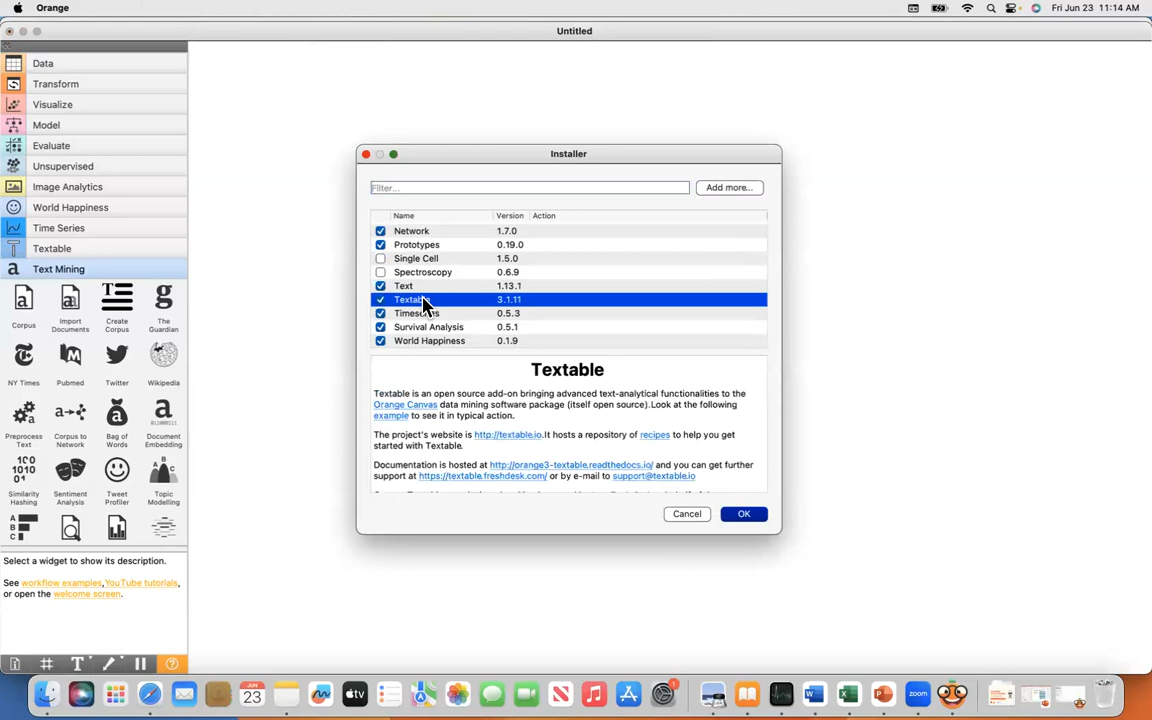 Orange
Fri Jun 23 11:14 AM
Untitled
Data
Transform
Visualize
Model
Evaluate
Unsupervised
Image Analytics
World Happiness
Time Series
Textable
Text Mining
Corpus
Import Documents
Create Corpus
The Guardian
NY Times
Pubmed
Twitter
Wikipedia
Preprocess Text
Corpus to Network
Bag of Words
Document Embedding
Similarity Hashing
Sentiment Analysis
Tweet Profiler
Topic Modelling
Select a widget to show its description.
See workflow examples, YouTube tutorials,
or open the welcome screen.
Installer
Filter...
Add more...
Name Version Action
Network 1.7.0
Prototypes 0.19.0
Single Cell 1.5.0
Spectroscopy 0.6.9
Text 1.13.1
Textable 3.1.11
Timeseries 0.5.3
Survival Analysis 0.5.1
World Happiness 0.1.9
Textable
Textable is an open source add-on bringing advanced text-analytical functionalities to the
Orange Canvas data mining software package (itself open source).Look at the following
example to see it in typical action.
The project's website is http://textable.io.It hosts a repository of recipes to help you get
started with Textable.
Documentation is hosted at http://orange3-textable.readthedocs.io/ and you can get further
support at https://textable.freshdesk.com/ or by e-mail to support@textable.io
Cancel
OK
JUN
23
tv
1
W
X
P
zoom